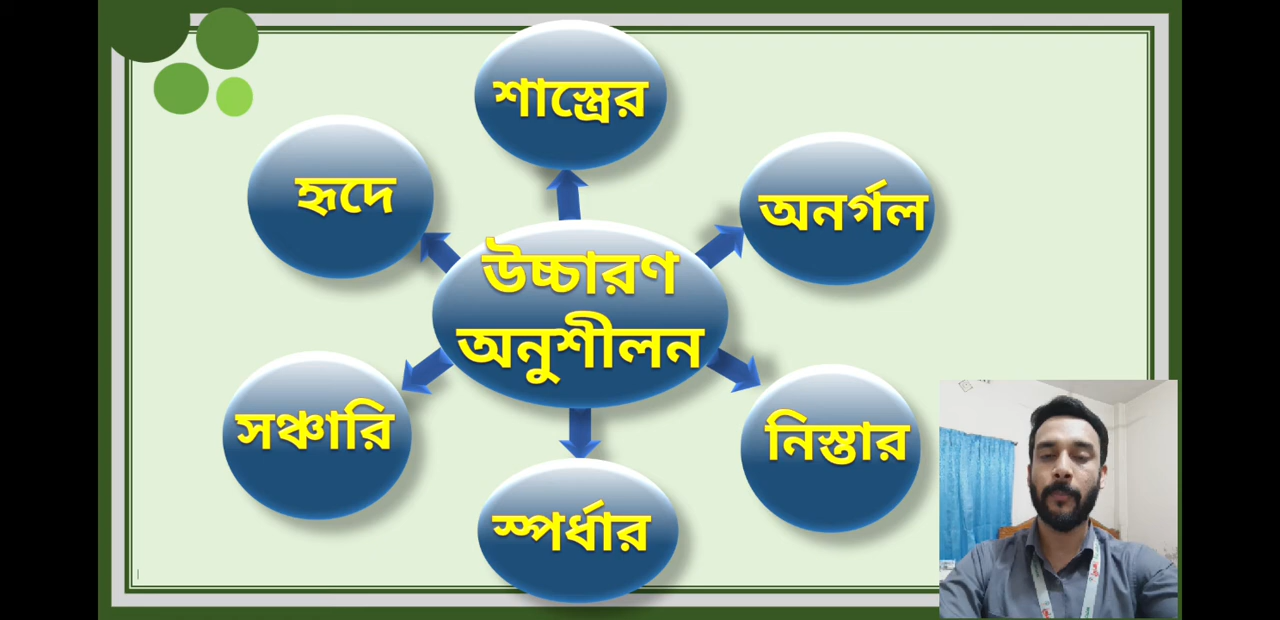 শাস্ত্রের
হৃদে
অনর্গল
উচ্চারণ
অনুশীলন
সঞ্চারি
নিস্তার
স্পর্ধার